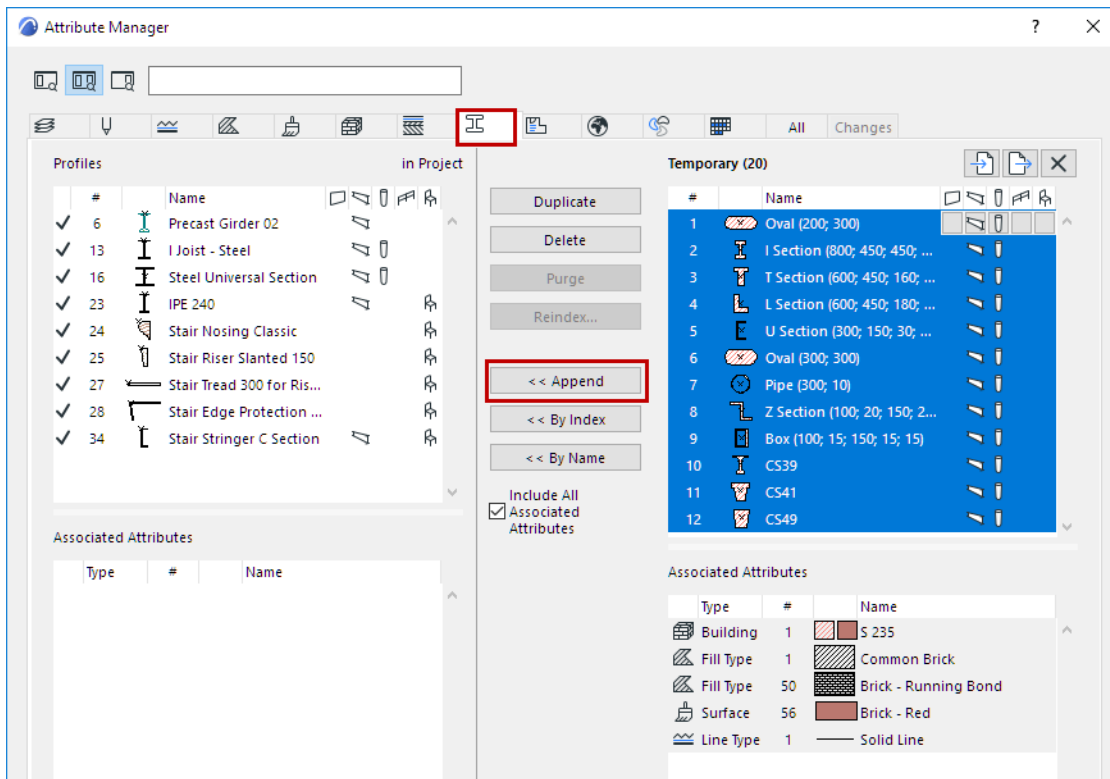 Attribute Manager
?
All
Changes
Profiles
in Project
# Name
6 Precast Girder 02
13 I Joist - Steel
16 Steel Universal Section
23 IPE 240
24 Stair Nosing Classic
25 Stair Riser Slanted 150
27 Stair Tread 300 for Ris...
28 Stair Edge Protection ...
34 Stair Stringer C Section
Associated Attributes
Type # Name
Duplicate
Delete
Purge
Reindex...
<< Append
<< By Index
<< By Name
Include All
Associated
Attributes
Temporary (20)
# Name
1 Oval (200; 300)
2 I Section (800; 450; 450; ...
3 T Section (600; 450; 160; ...
4 L Section (600; 450; 180; ...
5 U Section (300; 150; 30; ...
6 Oval (300; 300)
7 Pipe (300; 10)
8 Z Section (100; 20; 150; 2...
9 Box (100; 15; 150; 15; 15)
10 CS39
11 CS41
12 CS49
Associated Attributes
Type # Name
Building 1 S 235
Fill Type 1 Common Brick
Fill Type 50 Brick - Running Bond
Surface 56 Brick - Red
Line Type 1 Solid Line